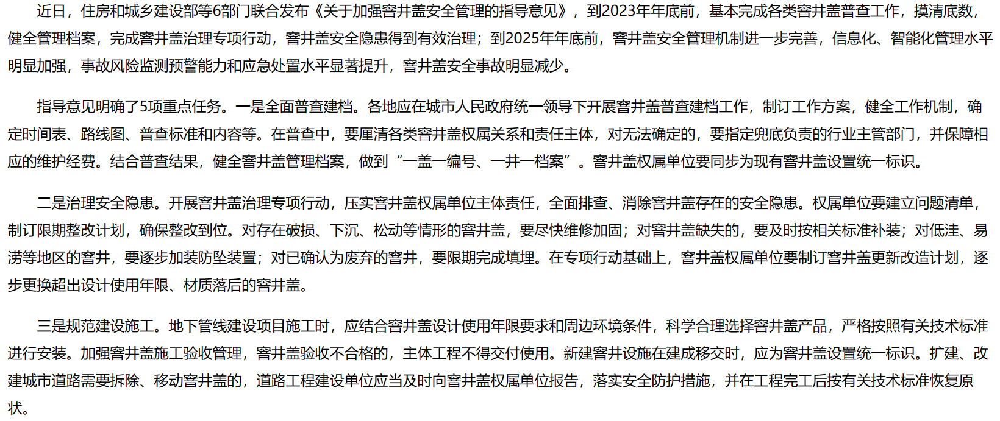 近日，住房和城乡建设部等6部门联合发布《关于加强窨井盖安全管理的指导意见》，到2023年年底前，基本完成各类窨井盖普查工作，摸清底数，
健全管理档案，完成窨井盖治理专项行动，窨井盖安全隐患得到有效治理；到2025年年底前，窨井盖安全管理机制进一步完善，信息化、智能化管理水平
明显加强，事故风险监测预警能力和应急处置水平显著提升，窨井盖安全事故明显减少。
指导意见明确了5项重点任务。一是全面普查建档。各地应在城市人民政府统一领导下开展窨井盖普查建档工作，制订工作方案，健全工作机制，确
定时间表、路线图、普查标准和内容等。在普查中，要厘清各类窨井盖权属关系和责任主体，对无法确定的，要指定兜底负责的行业主管部门，并保障相
应的维护经费。结合普查结果，健全窨井盖管理档案，做到“一盖一编号、一井一档案”。窨井盖权属单位要同步为现有窨井盖设置统一标识。
二是治理安全隐患。开展窨井盖治理专项行动，压实窨井盖权属单位主体责任，全面排查、消除窨井盖存在的安全隐患。权属单位要建立问题清单，
制订限期整改计划，确保整改到位。对存在破损、下沉、松动等情形的窨井盖，要尽快维修加固；对窨井盖缺失的，要及时按相关标准补装；对低洼、易
涝等地区的窨井，要逐步加装防坠装置；对已确认为废弃的窨井，要限期完成填埋。在专项行动基础上，窨井盖权属单位要制订窨井盖更新改造计划，逐
步更换超出设计使用年限、材质落后的窨井盖。
三是规范建设施工。地下管线建设项目施工时，应结合窨井盖设计使用年限要求和周边环境条件，科学合理选择窨井盖产品，严格按照有关技术标准
进行安装。加强窨井盖施工验收管理，窨井盖验收不合格的，主体工程不得交付使用。新建窨井设施在建成移交时，应为窨井盖设置统一标识。扩建、改
建城市道路需要拆除、移动窨井盖的，道路工程建设单位应当及时向窨井盖权属单位报告，落实安全防护措施，并在工程完工后按有关技术标准恢复原
状。